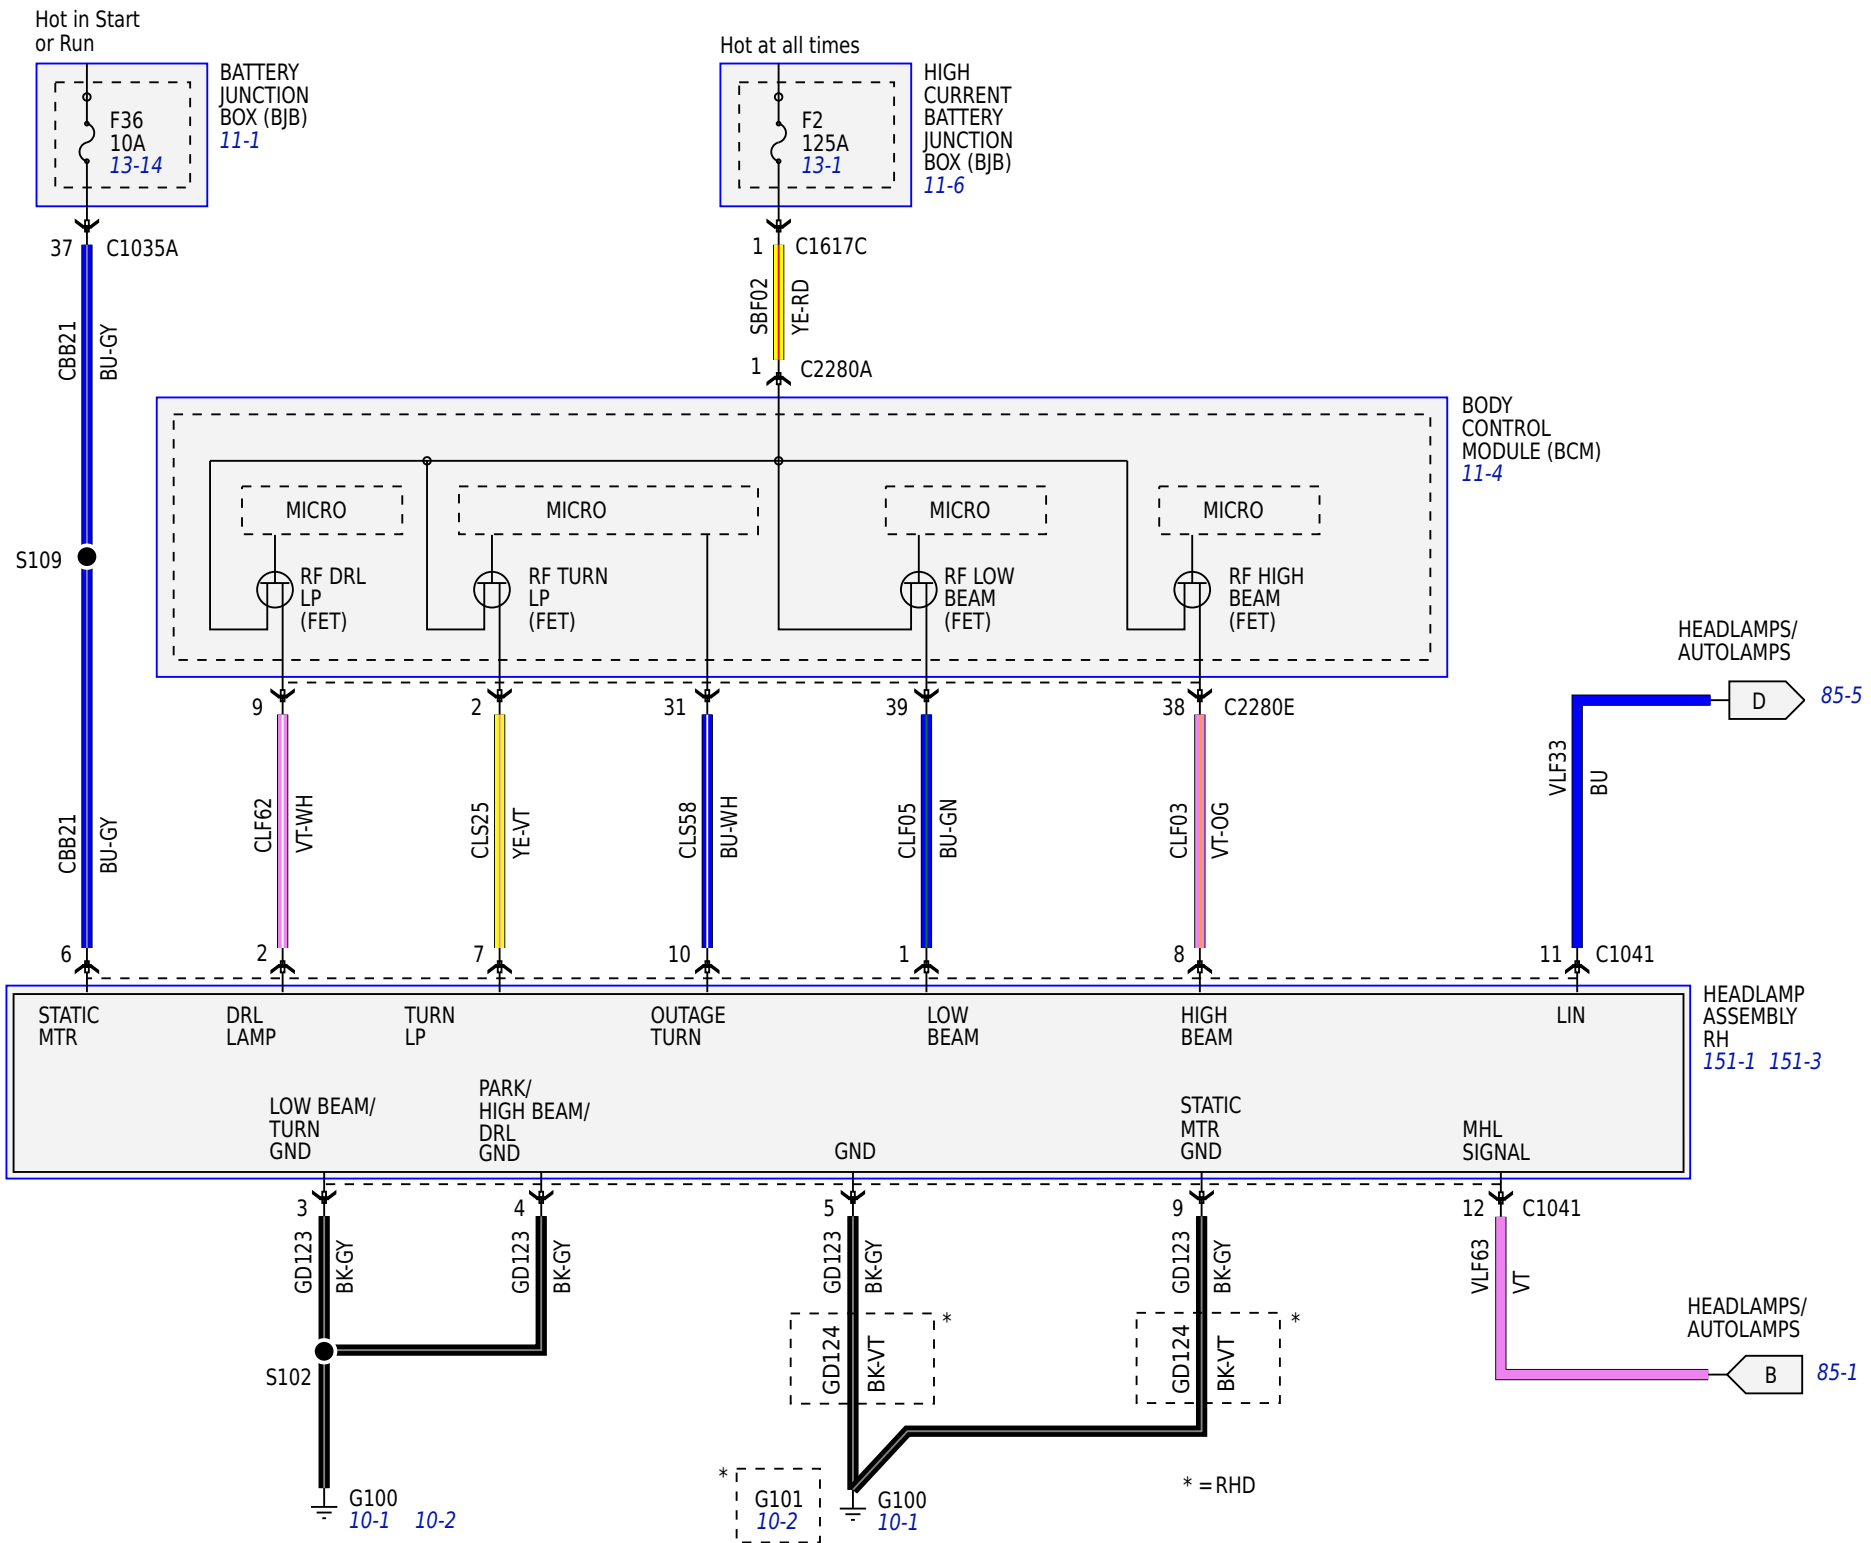 Hot in Start
or Run
BATTERY
JUNCTION
BOX (BJB)
11-1
F36
10A
13-14
37
C1035A
CBB21
BU-GY
S109
CBB21
BU-GY
6
Hot at all times
HIGH
CURRENT
BATTERY
JUNCTION
BOX (BJB)
11-6
F2
125A
13-1
1
C1617C
SBF02
YE-RD
1
C2280A
BODY
CONTROL
MODULE (BCM)
11-4
MICRO
MICRO
MICRO
MICRO
RF DRL
LP
(FET)
RF TURN
LP
(FET)
RF LOW
BEAM
(FET)
RF HIGH
BEAM
(FET)
9
2
31
39
38
C2280E
CLF62
VT-WH
CLS25
YE-VT
CLS58
BU-WH
CLF05
BU-GN
CLF03
VT-OG
HEADLAMPS/
AUTOLAMPS
D
85-5
VLF33
BU
2
7
10
1
8
11
C1041
STATIC
MTR
DRL
LAMP
TURN
LP
OUTAGE
TURN
LOW
BEAM
HIGH
BEAM
LIN
HEADLAMP
ASSEMBLY
RH
151-1 151-3
LOW BEAM/
TURN
GND
PARK/
HIGH BEAM/
DRL
GND
GND
STATIC
MTR
GND
MHL
SIGNAL
3
4
5
9
12
C1041
GD123
BK-GY
GD123
BK-GY
GD123
BK-GY
GD123
BK-GY
VLF63
VT
GD124
BK-VT
*
GD124
BK-VT
*
HEADLAMPS/
AUTOLAMPS
B
85-1
S102
G100
10-1 10-2
*
G101
10-2
G100
10-1
* =RHD